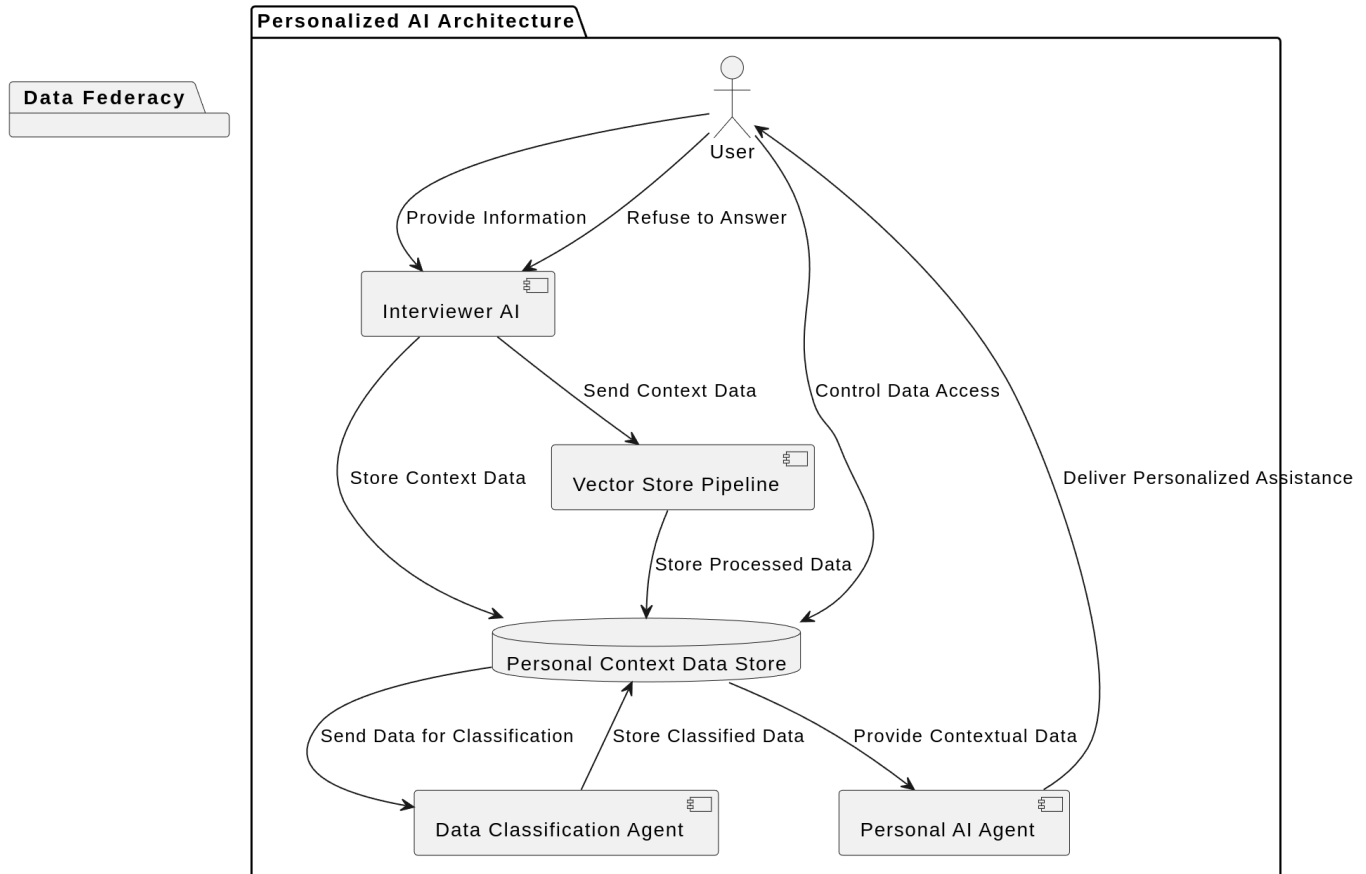 Personalized AI Architecture
Data Federacy
User
Provide Information
Refuse to Answer
Interviewer AI
Send Context Data
Control Data Access
Store Context Data
Vector Store Pipeline
Deliver Personalized Assistance
Store Processed Data
Personal Context Data Store
Send Data for Classification
Store Classified Data
Provide Contextual Data
Data Classification Agent
Personal AI Agent